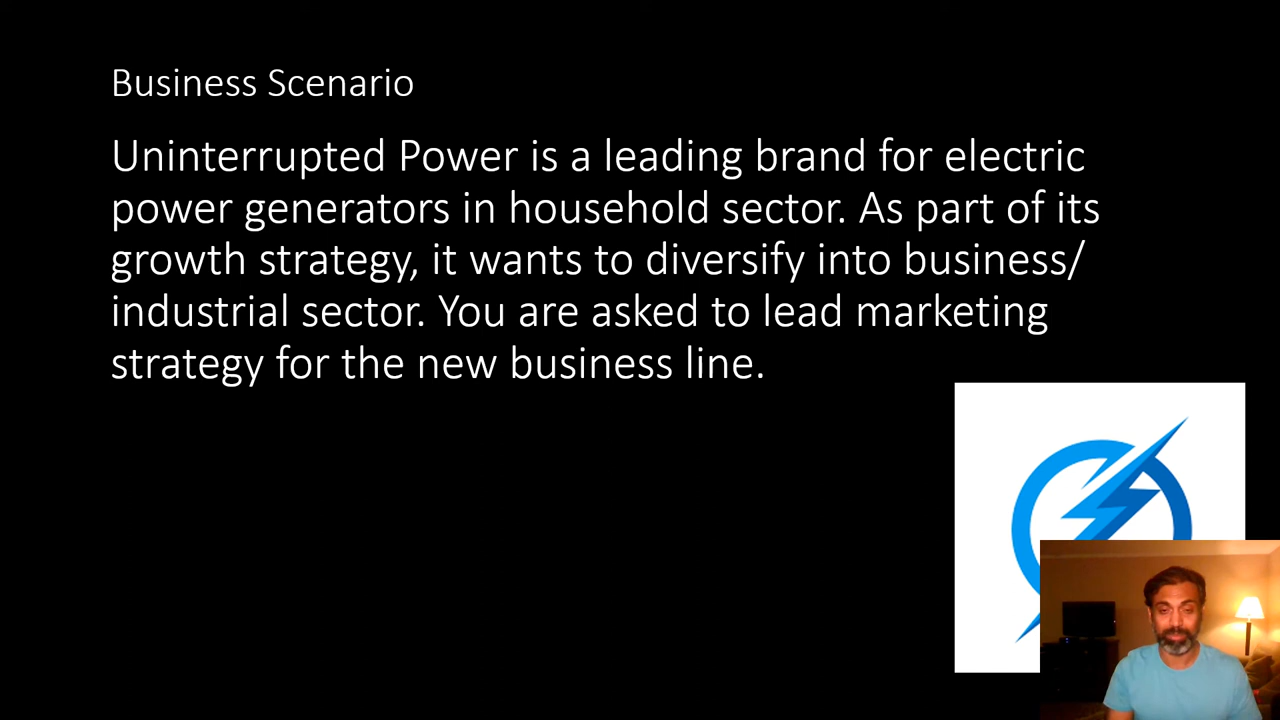 Business Scenario
Uninterrupted Power is a leading brand for electric
power generators in household sector. As part of its
growth strategy, it wants to diversify into business/
industrial sector. You are asked to lead marketing
strategy for the new business line.